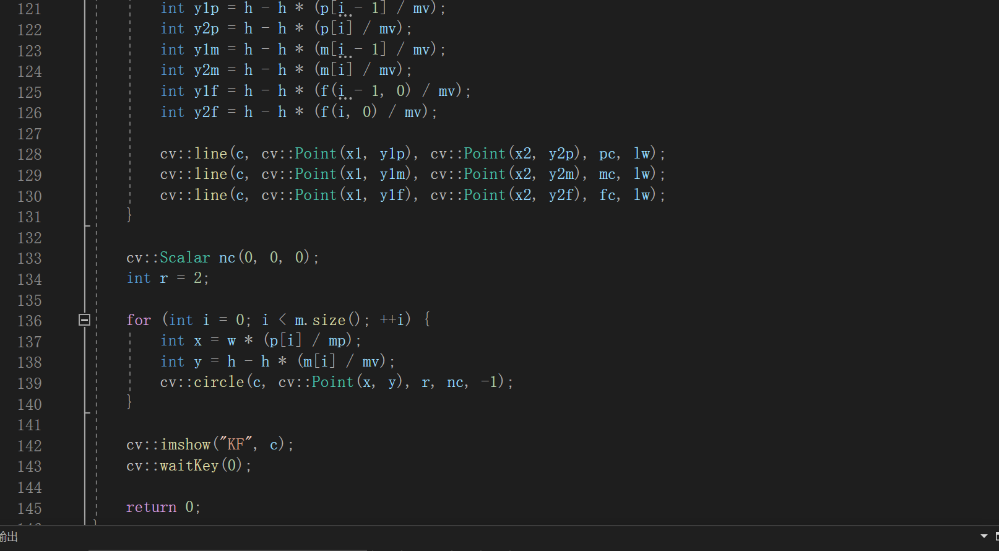 121 int y1p = h - h * (p[i - 1] / mv);
122 int y2p = h - h * (p[i] / mv);
123 int y1m = h - h * (m[i - 1] / mv);
124 int y2m = h - h * (m[i] / mv);
125 int y1f = h - h * (f(i - 1, 0) / mv);
126 int y2f = h - h * (f(i, 0) / mv);
127
128 cv::line(c, cv::Point(x1, y1p), cv::Point(x2, y2p), pc, lw);
129 cv::line(c, cv::Point(x1, y1m), cv::Point(x2, y2m), mc, lw);
130 cv::line(c, cv::Point(x1, y1f), cv::Point(x2, y2f), fc, lw);
131 }
132
133 cv::Scalar nc(0, 0, 0);
134 int r = 2;
135
136 for (int i = 0; i < m.size(); ++i) {
137 int x = w * (p[i] / mp);
138 int y = h - h * (m[i] / mv);
139 cv::circle(c, cv::Point(x, y), r, nc, -1);
140 }
141
142 cv::imshow("KF", c);
143 cv::waitKey(0);
144
145 return 0;
输出